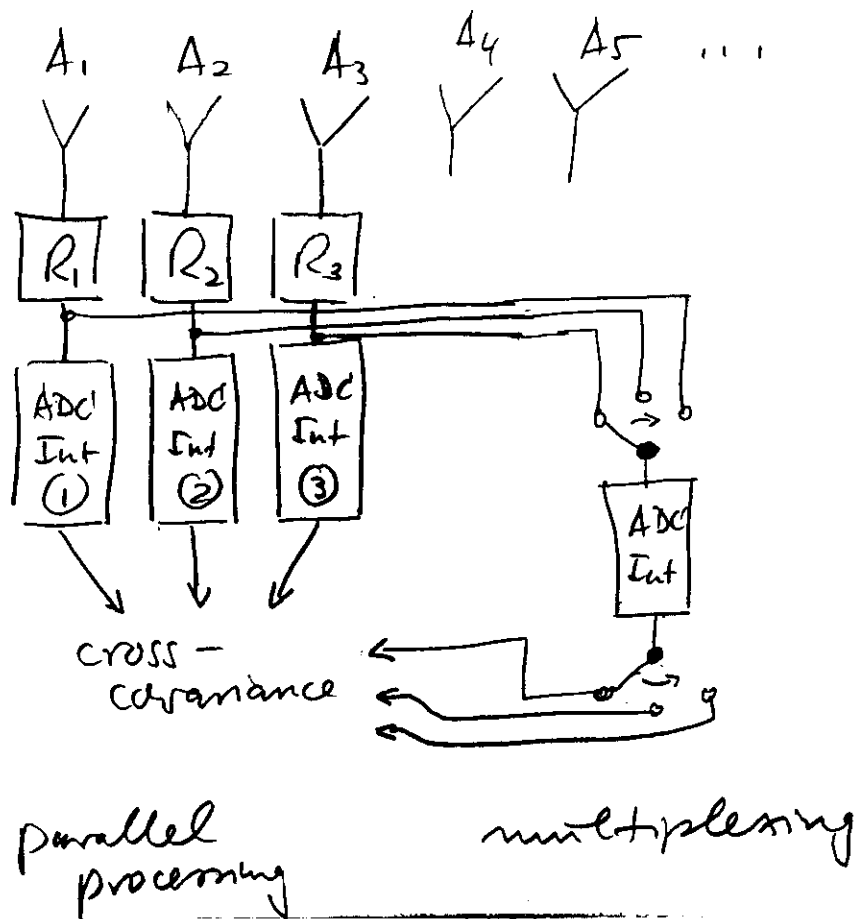 A1 A2 A3 A4 A5 ...
R1 R2 R3
ADC ADC ADC
Int Int Int
① ② ③
ADC
Int
cross-
covariance
parallel
processing
multiplexing